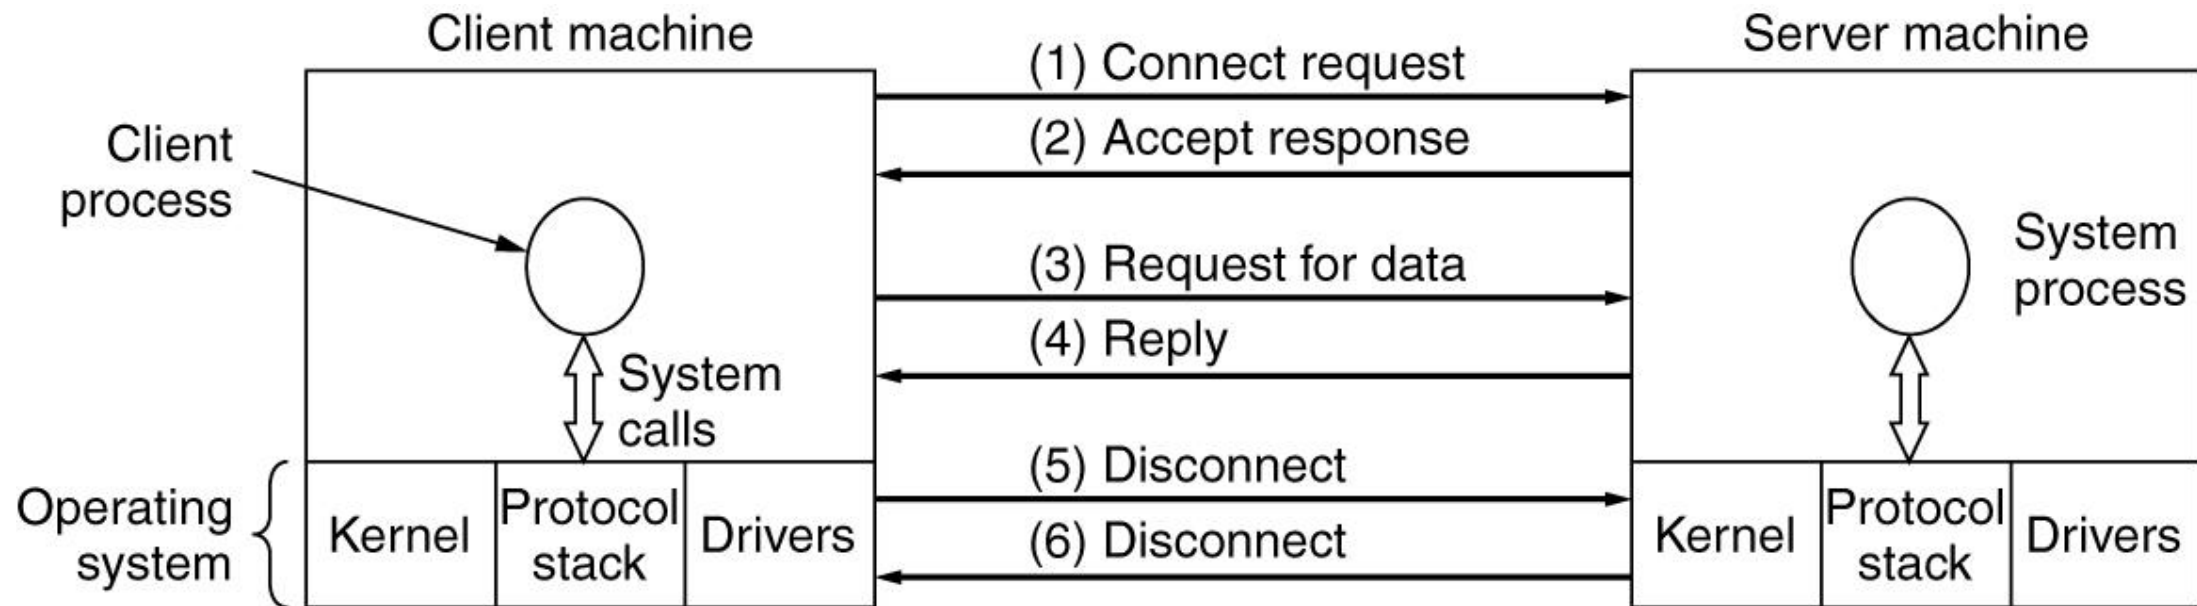 Client machine
Server machine
(1) Connect request
(2) Accept response
Client
process
(3) Request for data
System
process
(4) Reply
System
calls
(5) Disconnect
Operating
system
Kernel
Protocol
stack
Drivers
(6) Disconnect
Kernel
Protocol
stack
Drivers